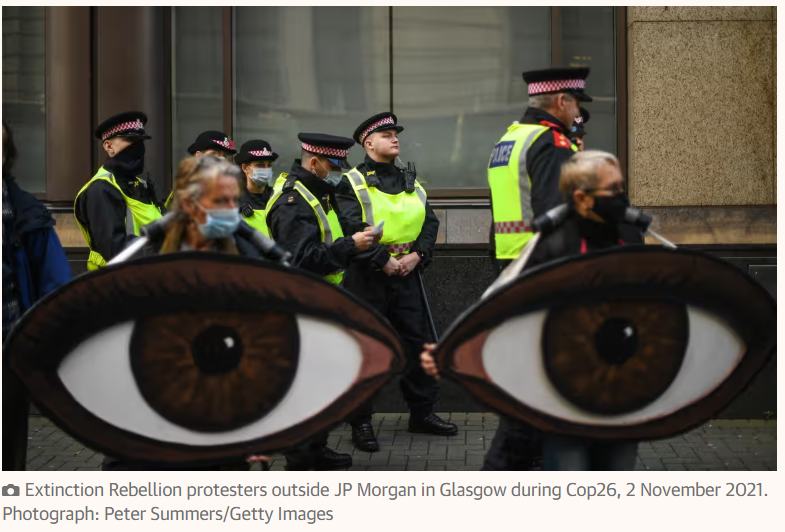 POLICE
Extinction Rebellion protesters outside JP Morgan in Glasgow during Cop26, 2 November 2021.
Photograph: Peter Summers/Getty Images